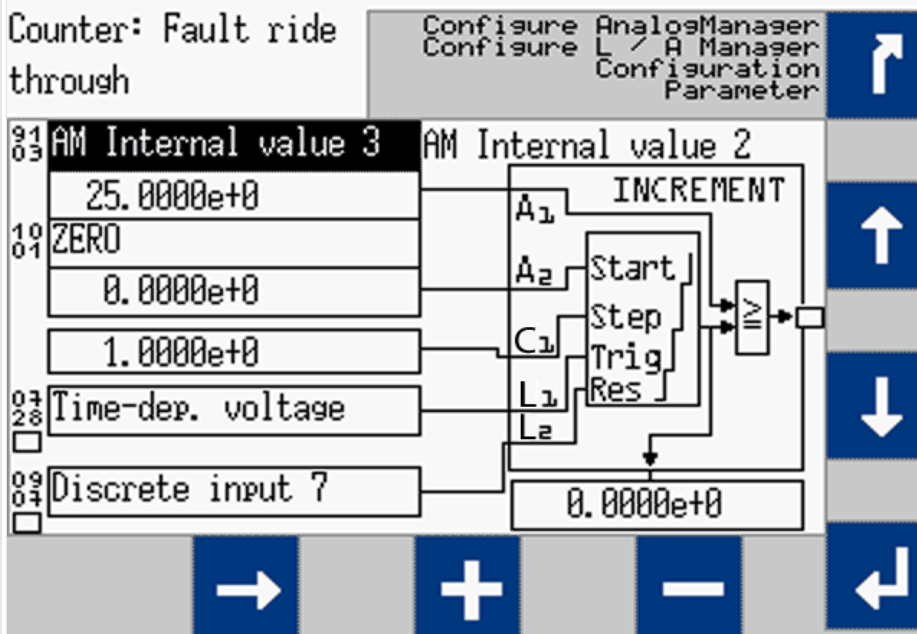 Counter: Fault ride
through
Configure AnalogManager
Configure L / A Manager
Configuration
Parameter
91
03
AM Internal value 3
AM Internal value 2
25.0000e+0
INCREMENT
A1
10
01
ZERO
0.0000e+0
A2
Start
Step
1.0000e+0
C1
Trig
Res
≧
07
28
Time-dep. voltage
L1
L2
09
07
Discrete input 7
0.0000e+0